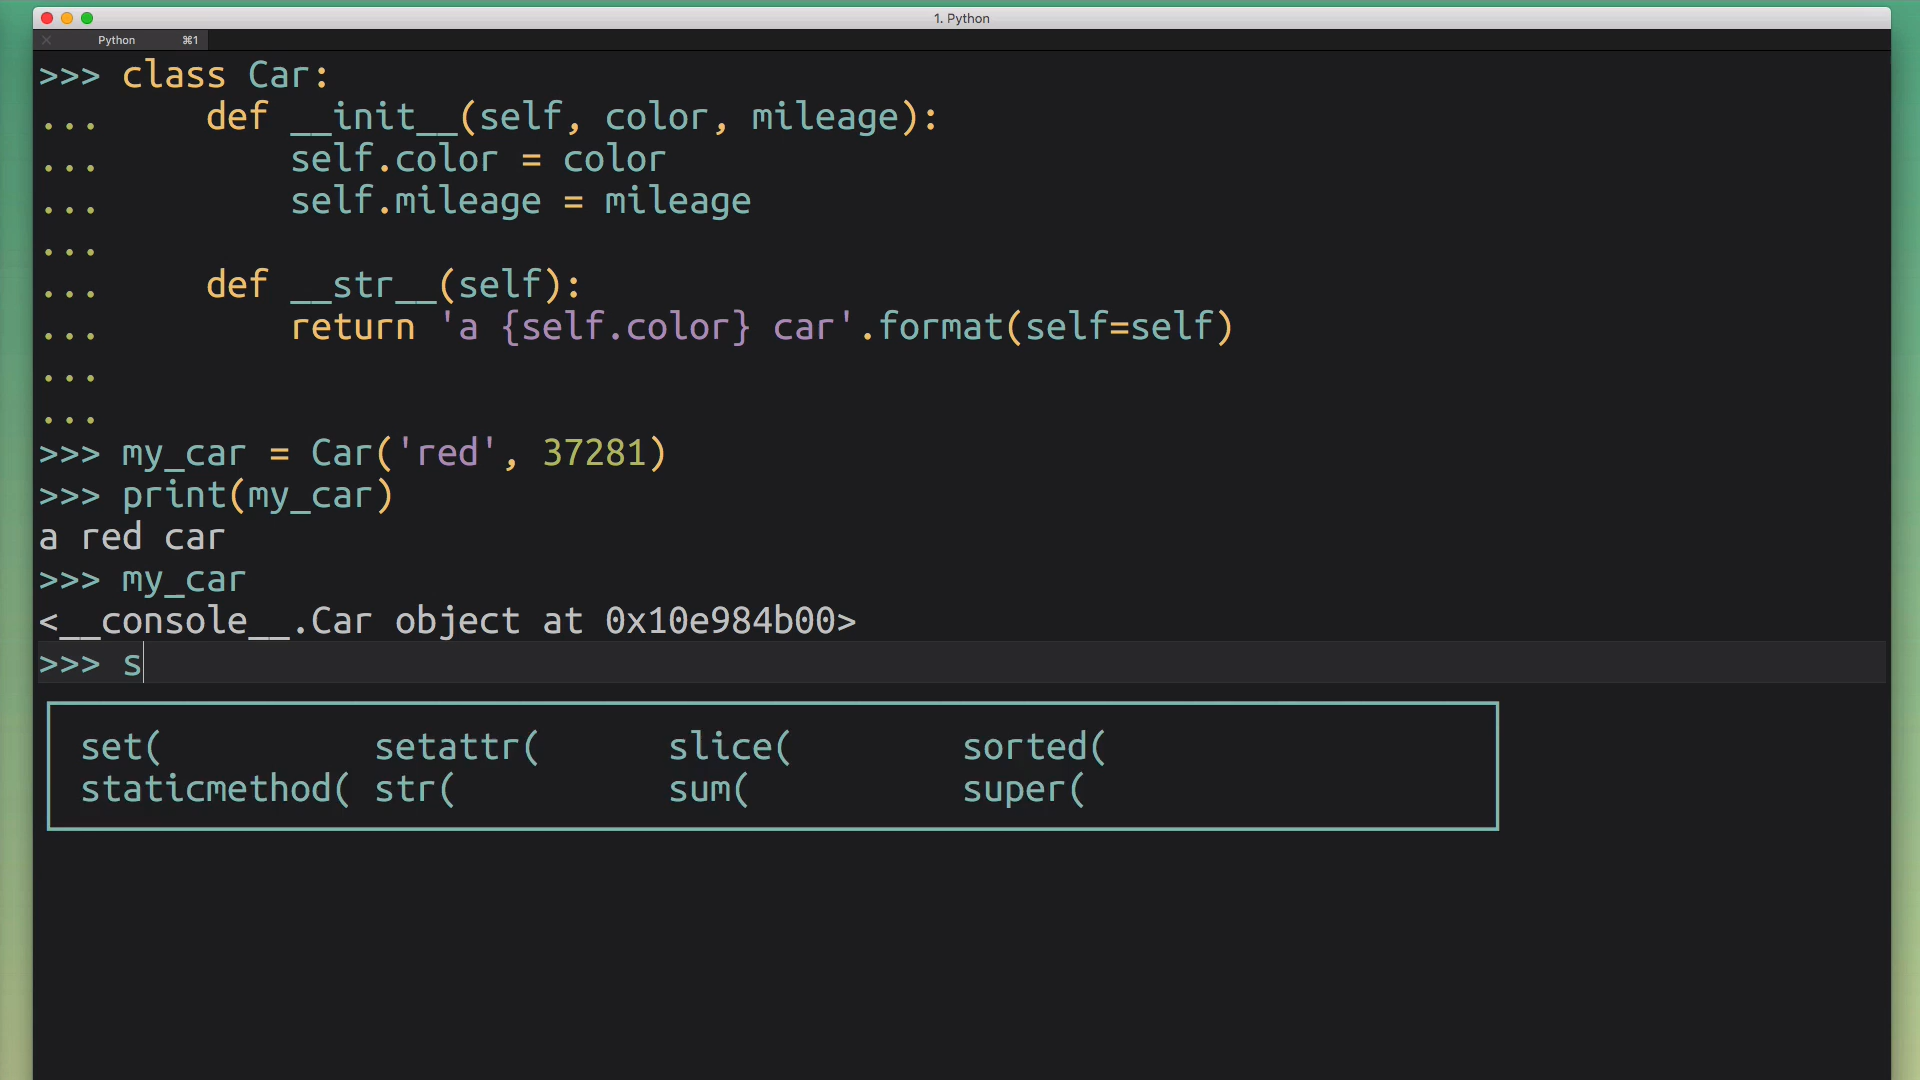 1. Python
Python ⌘1
>>> class Car:
...     def __init__(self, color, mileage):
...         self.color = color
...         self.mileage = mileage
...
...     def __str__(self):
...         return 'a {self.color} car'.format(self=self)
...
...
>>> my_car = Car('red', 37281)
>>> print(my_car)
a red car
>>> my_car
<__console__.Car object at 0x10e984b00>
>>> s
set( setattr( slice( sorted(
staticmethod( str( sum( super(